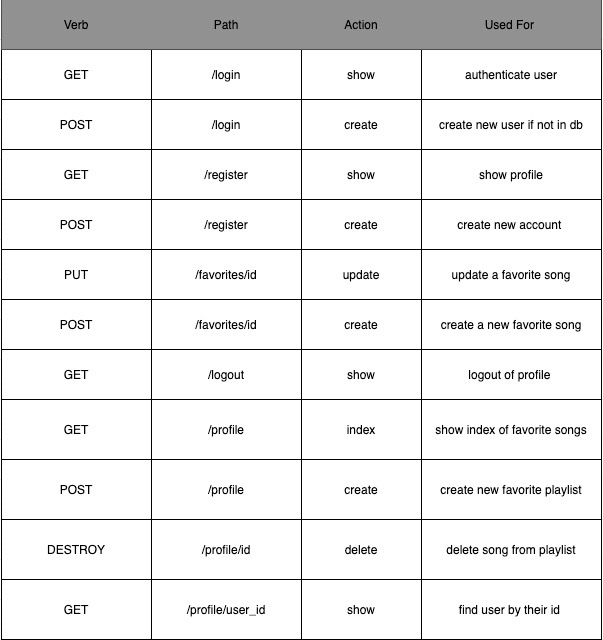 Verb Path Action Used For
GET /login show authenticate user
POST /login create create new user if not in db
GET /register show show profile
POST /register create create new account
PUT /favorites/id update update a favorite song
POST /favorites/id create create a new favorite song
GET /logout show logout of profile
GET /profile index show index of favorite songs
POST /profile create create new favorite playlist
DESTROY /profile/id delete delete song from playlist
GET /profile/user_id show find user by their id